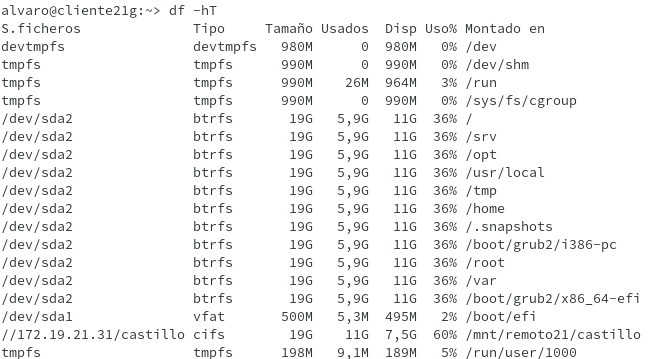 alvaro@cliente21g:~> df -hT
S.ficheros Tipo Tamaño Usados Disp Uso% Montado en
devtmpfs devtmpfs 980M 0 980M 0% /dev
tmpfs tmpfs 990M 0 990M 0% /dev/shm
tmpfs tmpfs 990M 26M 964M 3% /run
tmpfs tmpfs 990M 0 990M 0% /sys/fs/cgroup
/dev/sda2 btrfs 19G 5,9G 11G 36% /
/dev/sda2 btrfs 19G 5,9G 11G 36% /srv
/dev/sda2 btrfs 19G 5,9G 11G 36% /opt
/dev/sda2 btrfs 19G 5,9G 11G 36% /usr/local
/dev/sda2 btrfs 19G 5,9G 11G 36% /tmp
/dev/sda2 btrfs 19G 5,9G 11G 36% /home
/dev/sda2 btrfs 19G 5,9G 11G 36% /.snapshots
/dev/sda2 btrfs 19G 5,9G 11G 36% /boot/grub2/i386-pc
/dev/sda2 btrfs 19G 5,9G 11G 36% /root
/dev/sda2 btrfs 19G 5,9G 11G 36% /var
/dev/sda2 btrfs 19G 5,9G 11G 36% /boot/grub2/x86_64-efi
/dev/sda1 vfat 500M 5,3M 495M 2% /boot/efi
//172.19.21.31/castillo cifs 19G 11G 7,5G 60% /mnt/remoto21/castillo
tmpfs tmpfs 198M 9,1M 189M 5% /run/user/1000